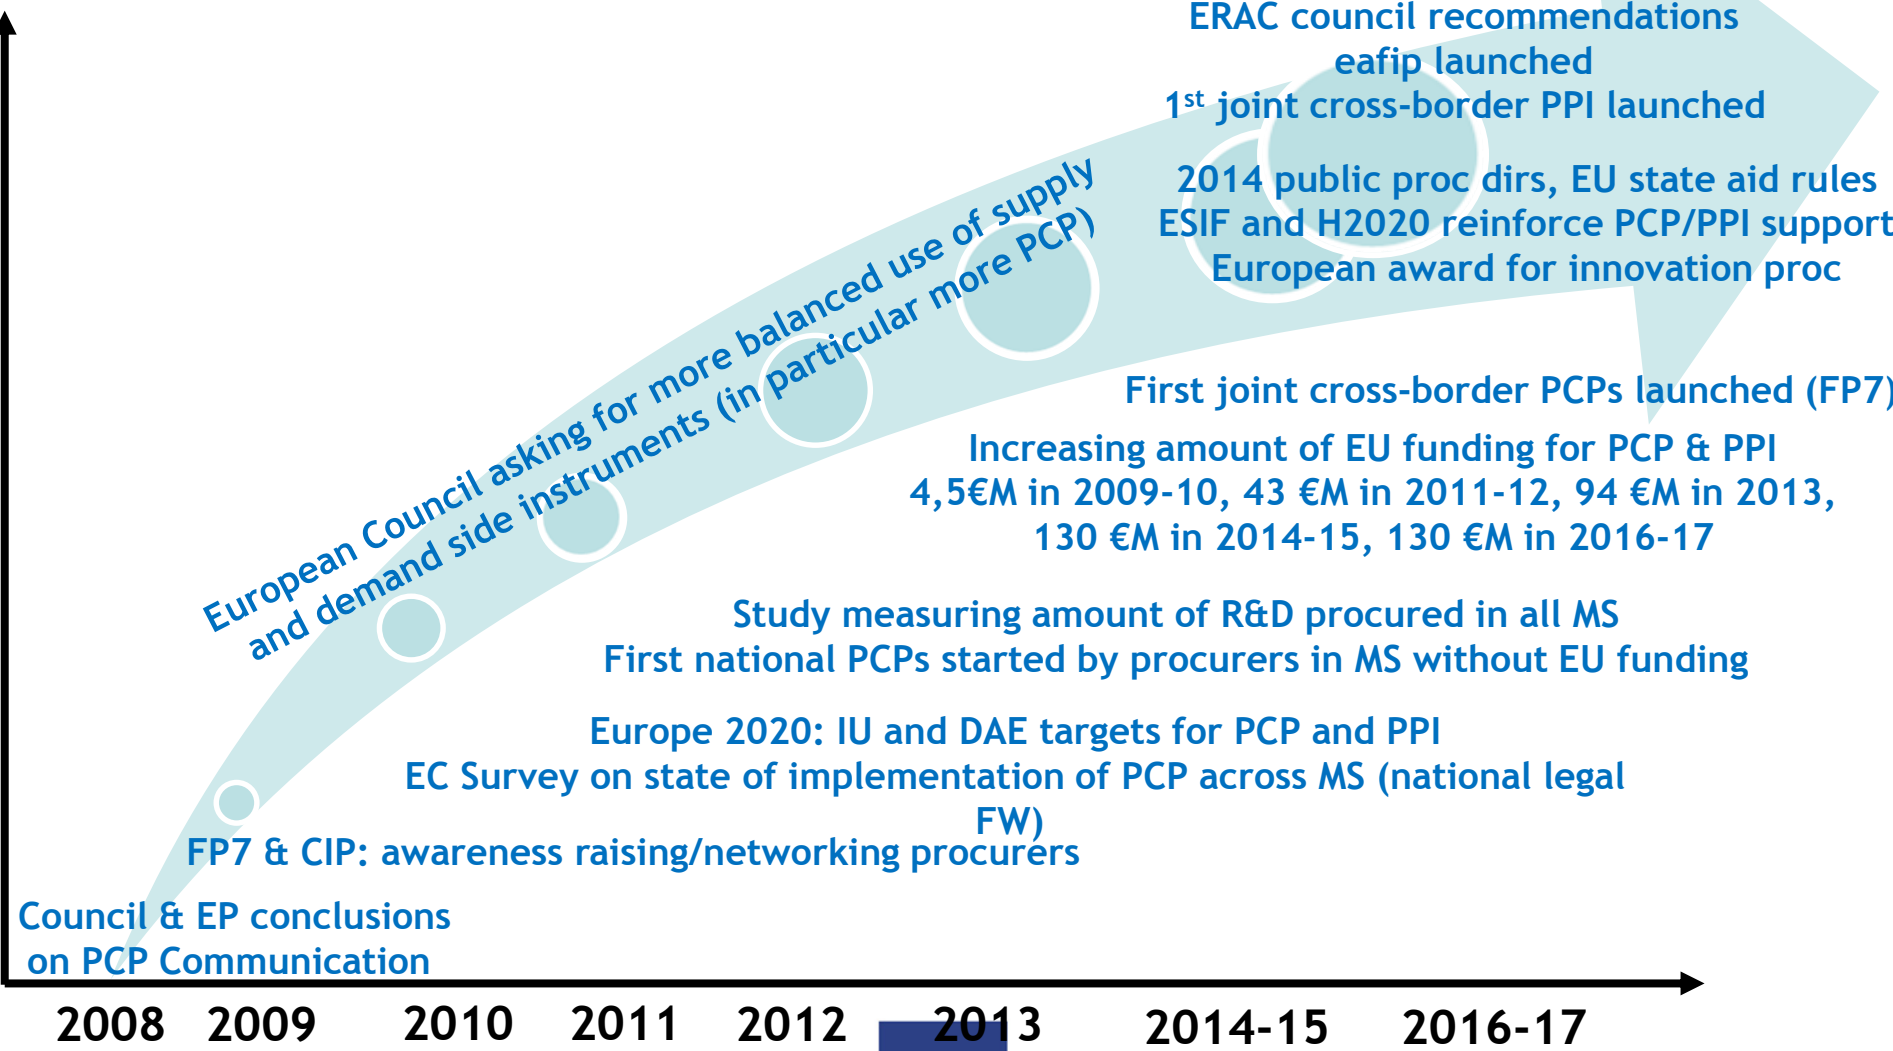 ERAC council recommendations
eafip launched
1st joint cross-border PPI launched
2014 public proc dirs, EU state aid rules
ESIF and H2020 reinforce PCP/PPI support
European award for innovation proc
European Council asking for more balanced use of supply
and demand side instruments (in particular more PCP)
First joint cross-border PCPs launched (FP7)
Increasing amount of EU funding for PCP & PPI
4,5€M in 2009-10, 43 €M in 2011-12, 94 €M in 2013,
130 €M in 2014-15, 130 €M in 2016-17
Study measuring amount of R&D procured in all MS
First national PCPs started by procurers in MS without EU funding
Europe 2020: IU and DAE targets for PCP and PPI
EC Survey on state of implementation of PCP across MS (national legal
FW)
FP7 & CIP: awareness raising/networking procurers
Council & EP conclusions
on PCP Communication
2008 2009 2010 2011 2012 2013 2014-15 2016-17